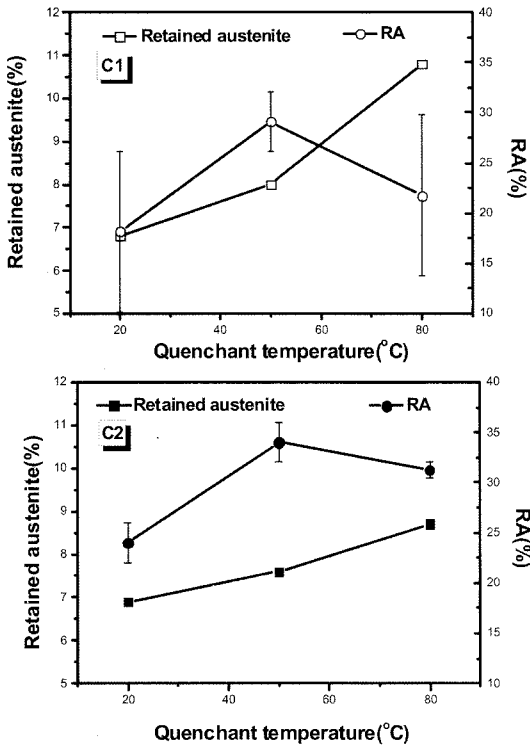 Retained austenite RA
C1
12
11
10
9
8
7
6
5
Retained austenite(%)
40
35
30
25
20
15
10
RA(%)
20 40 60 80
Quenchant temperature(°C)
Retained austenite RA
C2
12
11
10
9
8
7
6
5
Retained austenite(%)
40
35
30
25
20
15
10
RA(%)
20 40 60 80
Quenchant temperature(°C)